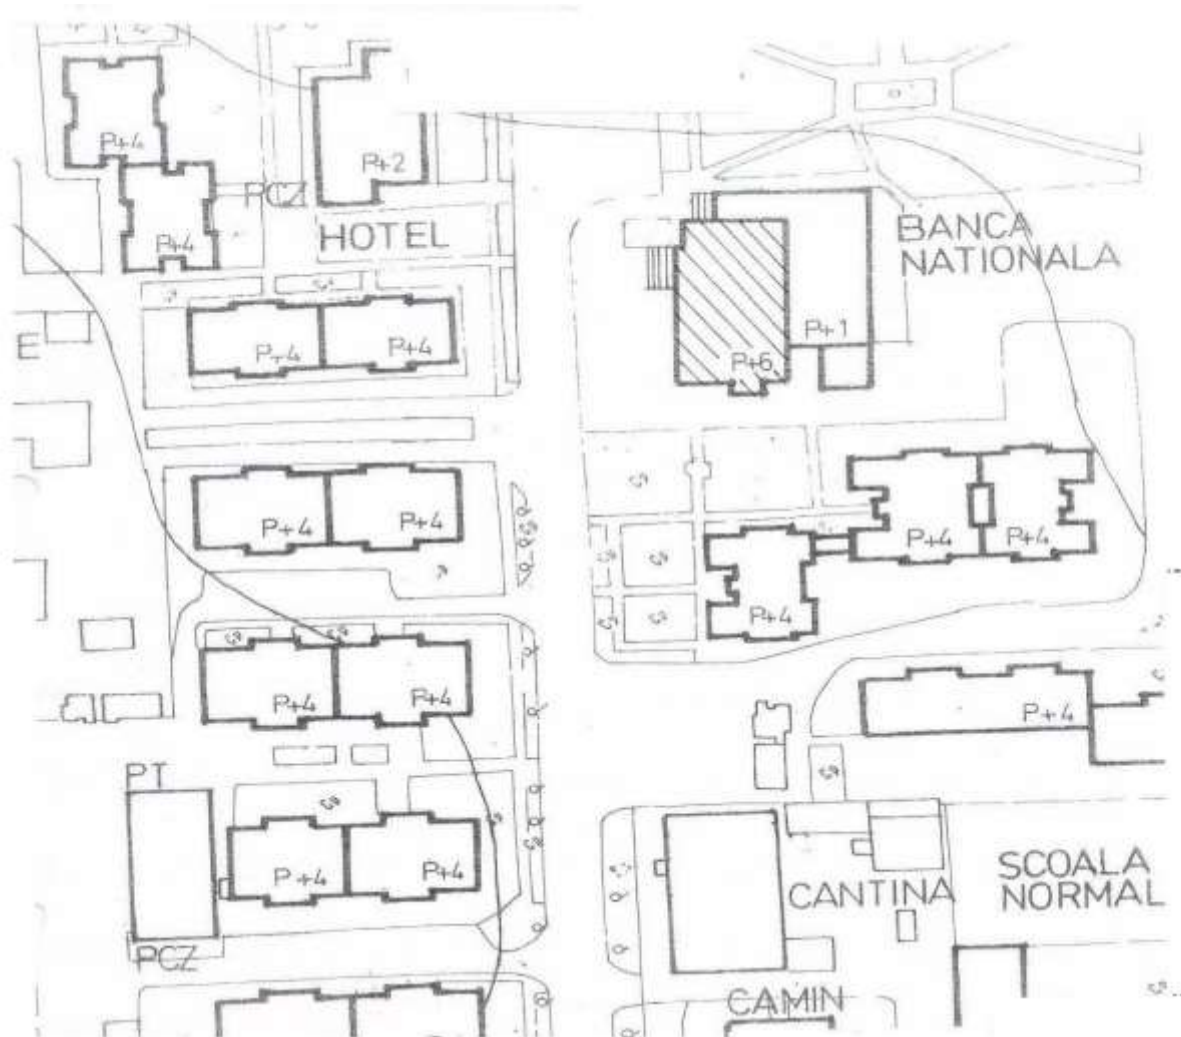 P+4
P+2
PCZ
P+4
HOTEL
BANCA
NATIONALA
E
P+4
P+4
P+1
P+6
P+4
P+4
P+4
P+4
P+4
P+4
P+4
P+4
PT
P+4
P+4
SCOALA
NORMAL
CANTINA
PCZ
CAMIN